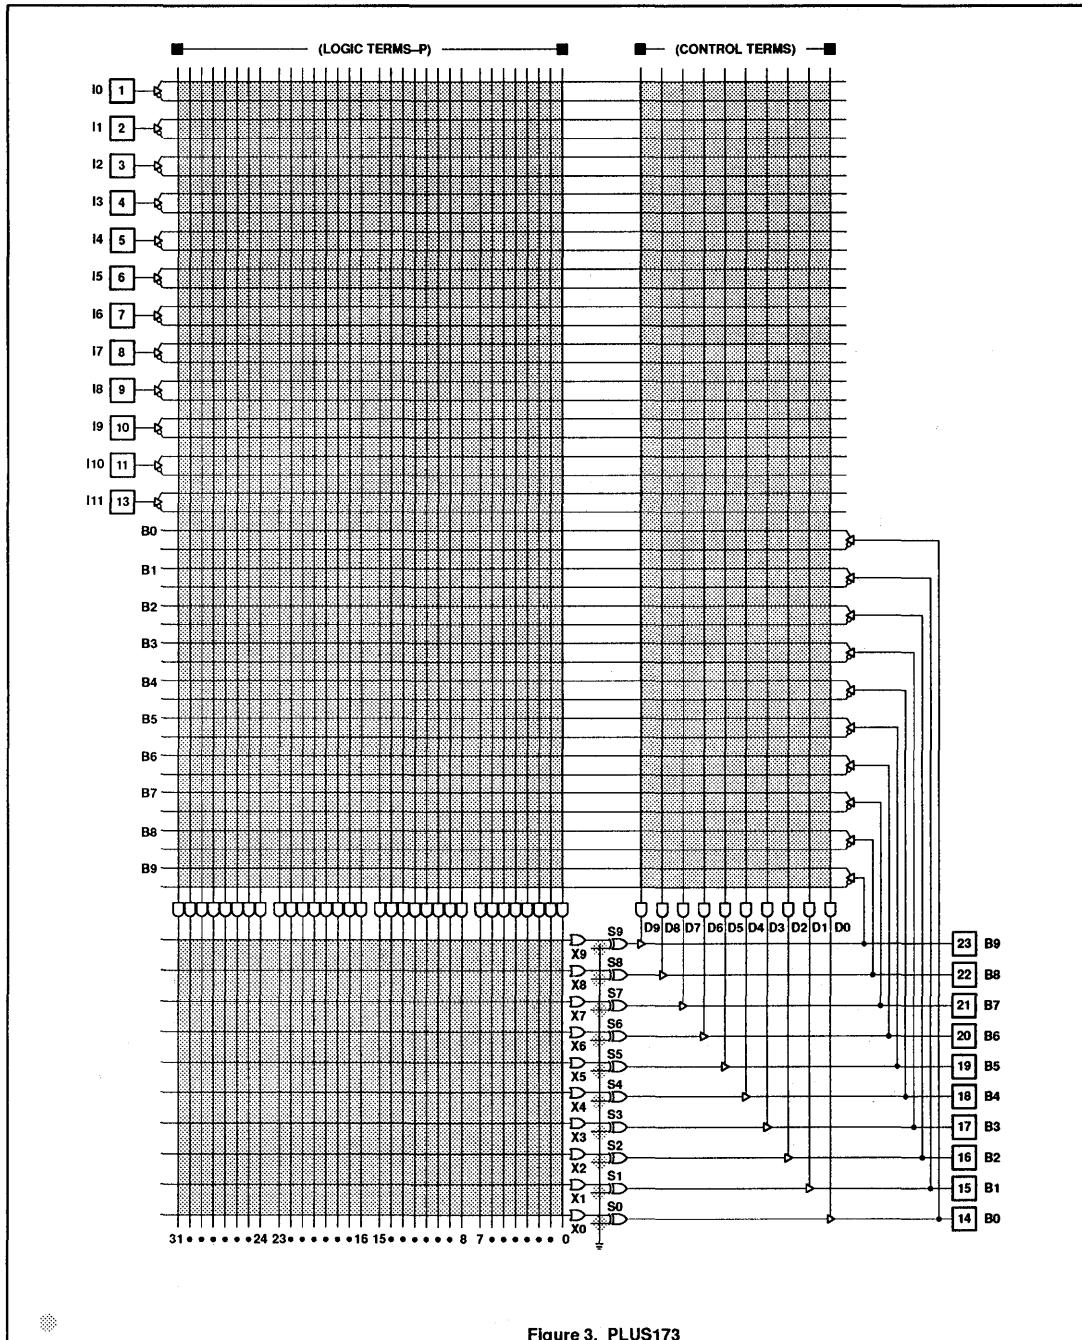 (LOGIC TERMS–P) (CONTROL TERMS)
I0 1
I1 2
I2 3
I3 4
I4 5
I5 6
I6 7
I7 8
I8 9
I9 10
I10 11
I11 13
B0
B1
B2
B3
B4
B5
B6
B7
B8
B9
D9 D8 D7 D6 D5 D4 D3 D2 D1 D0
S9 23 B9
X9
S8 22 B8
X8
S7 21 B7
X7
S6 20 B6
X6
S5 19 B5
X5
S4 18 B4
X4
S3 17 B3
X3
S2 16 B2
X2
S1 15 B1
X1
S0 14 B0
X0
31 24 23 16 15 8 7 0
Figure 3. PLUS173